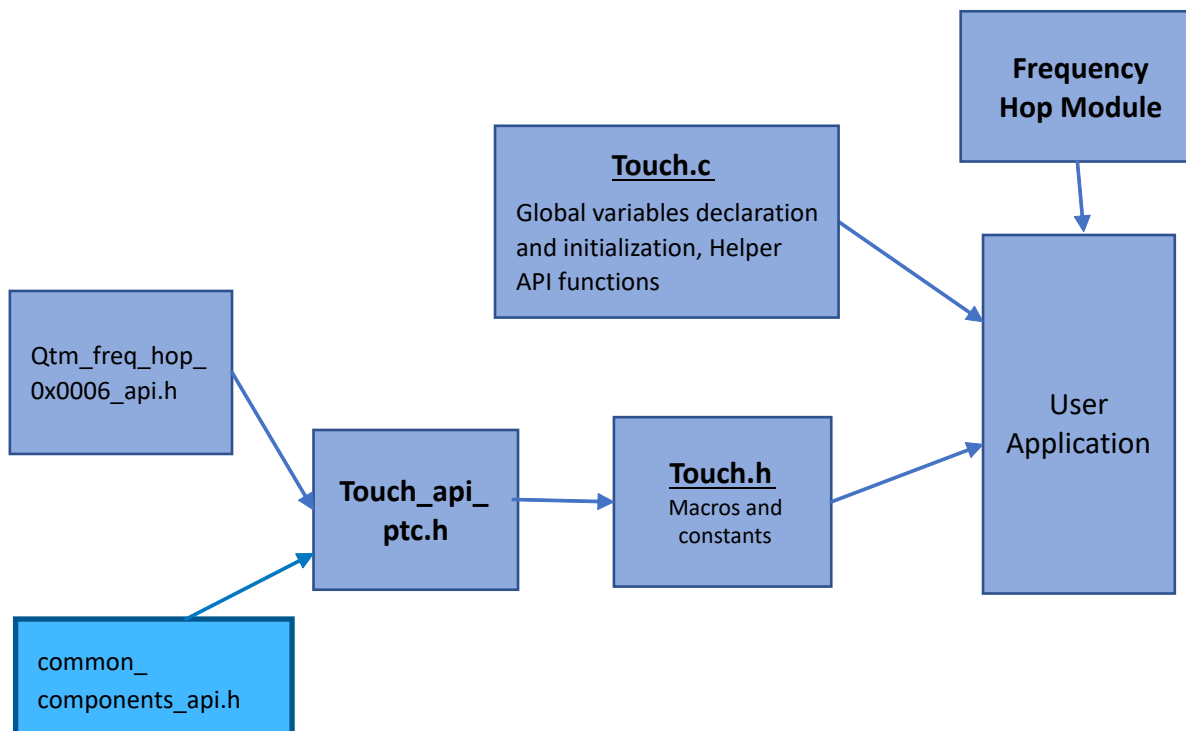 Frequency
Hop Module
Touch.c
Global variables declaration
and initialization, Helper
API functions
Qtm_freq_hop_
0x0006_api.h
User
Application
Touch_api_
ptc.h
Touch.h
Macros and
constants
common_
components_api.h